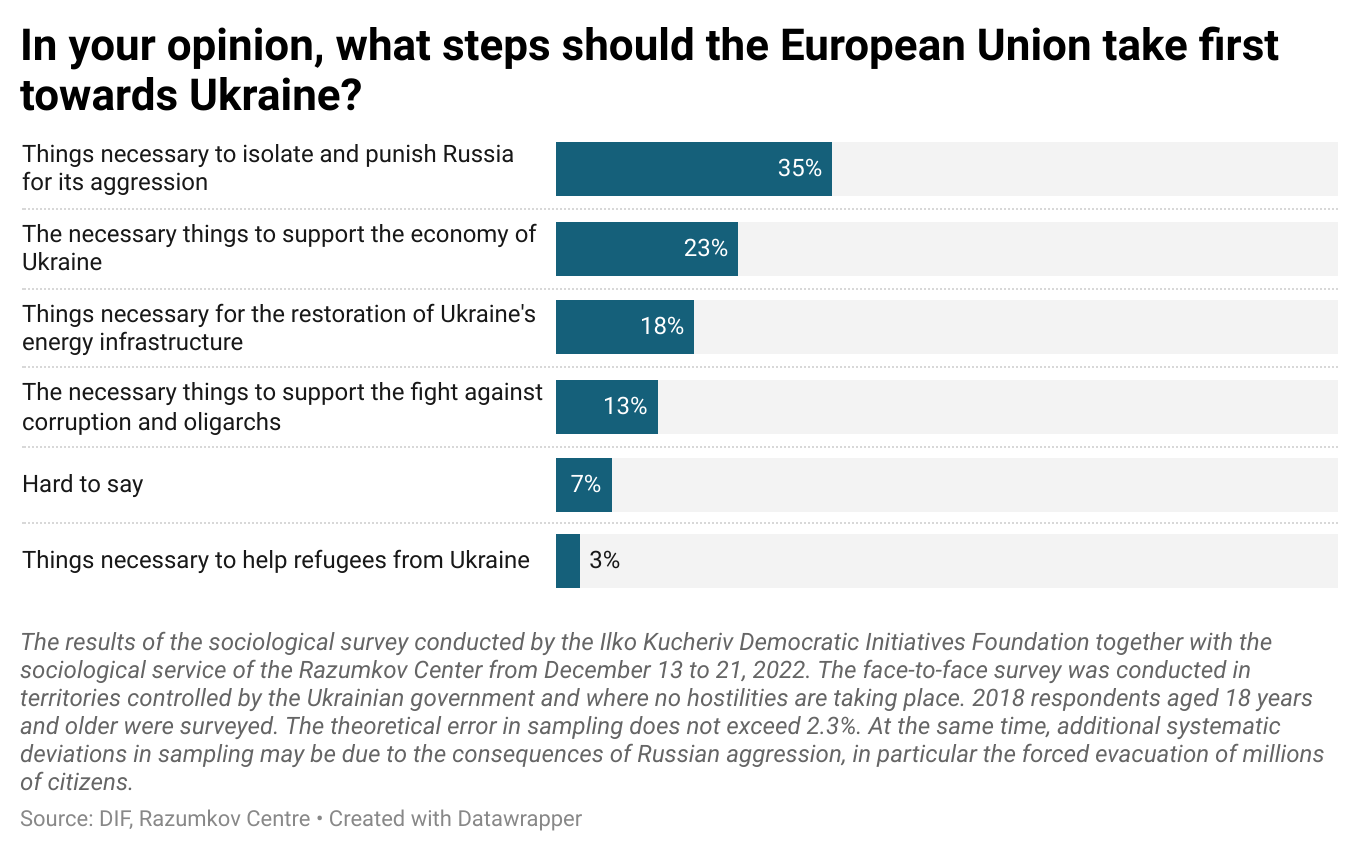 In your opinion, what steps should the European Union take first
towards Ukraine?
Things necessary to isolate and punish Russia
for its aggression
35%
The necessary things to support the economy of
Ukraine
23%
Things necessary for the restoration of Ukraine's
energy infrastructure
18%
The necessary things to support the fight against
corruption and oligarchs
13%
Hard to say
7%
Things necessary to help refugees from Ukraine
3%
The results of the sociological survey conducted by the Ilko Kucheriv Democratic Initiatives Foundation together with the
sociological service of the Razumkov Center from December 13 to 21, 2022. The face-to-face survey was conducted in
territories controlled by the Ukrainian government and where no hostilities are taking place. 2018 respondents aged 18 years
and older were surveyed. The theoretical error in sampling does not exceed 2.3%. At the same time, additional systematic
deviations in sampling may be due to the consequences of Russian aggression, in particular the forced evacuation of millions
of citizens.
Source: DIF, Razumkov Centre • Created with Datawrapper